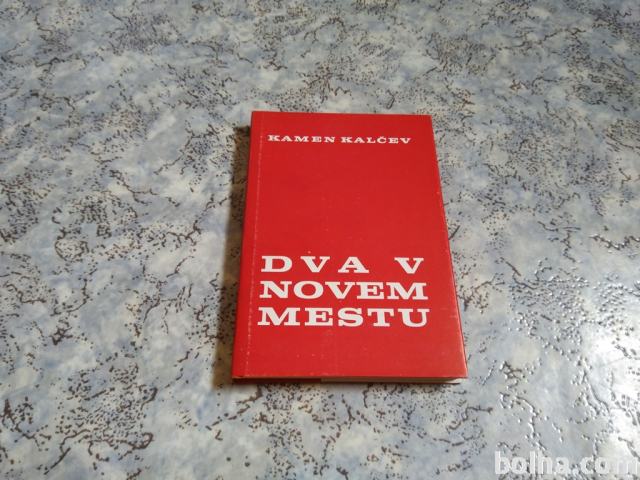 KAMEN KALČEV
DVA V
NOVEM
MESTU
bolha.com